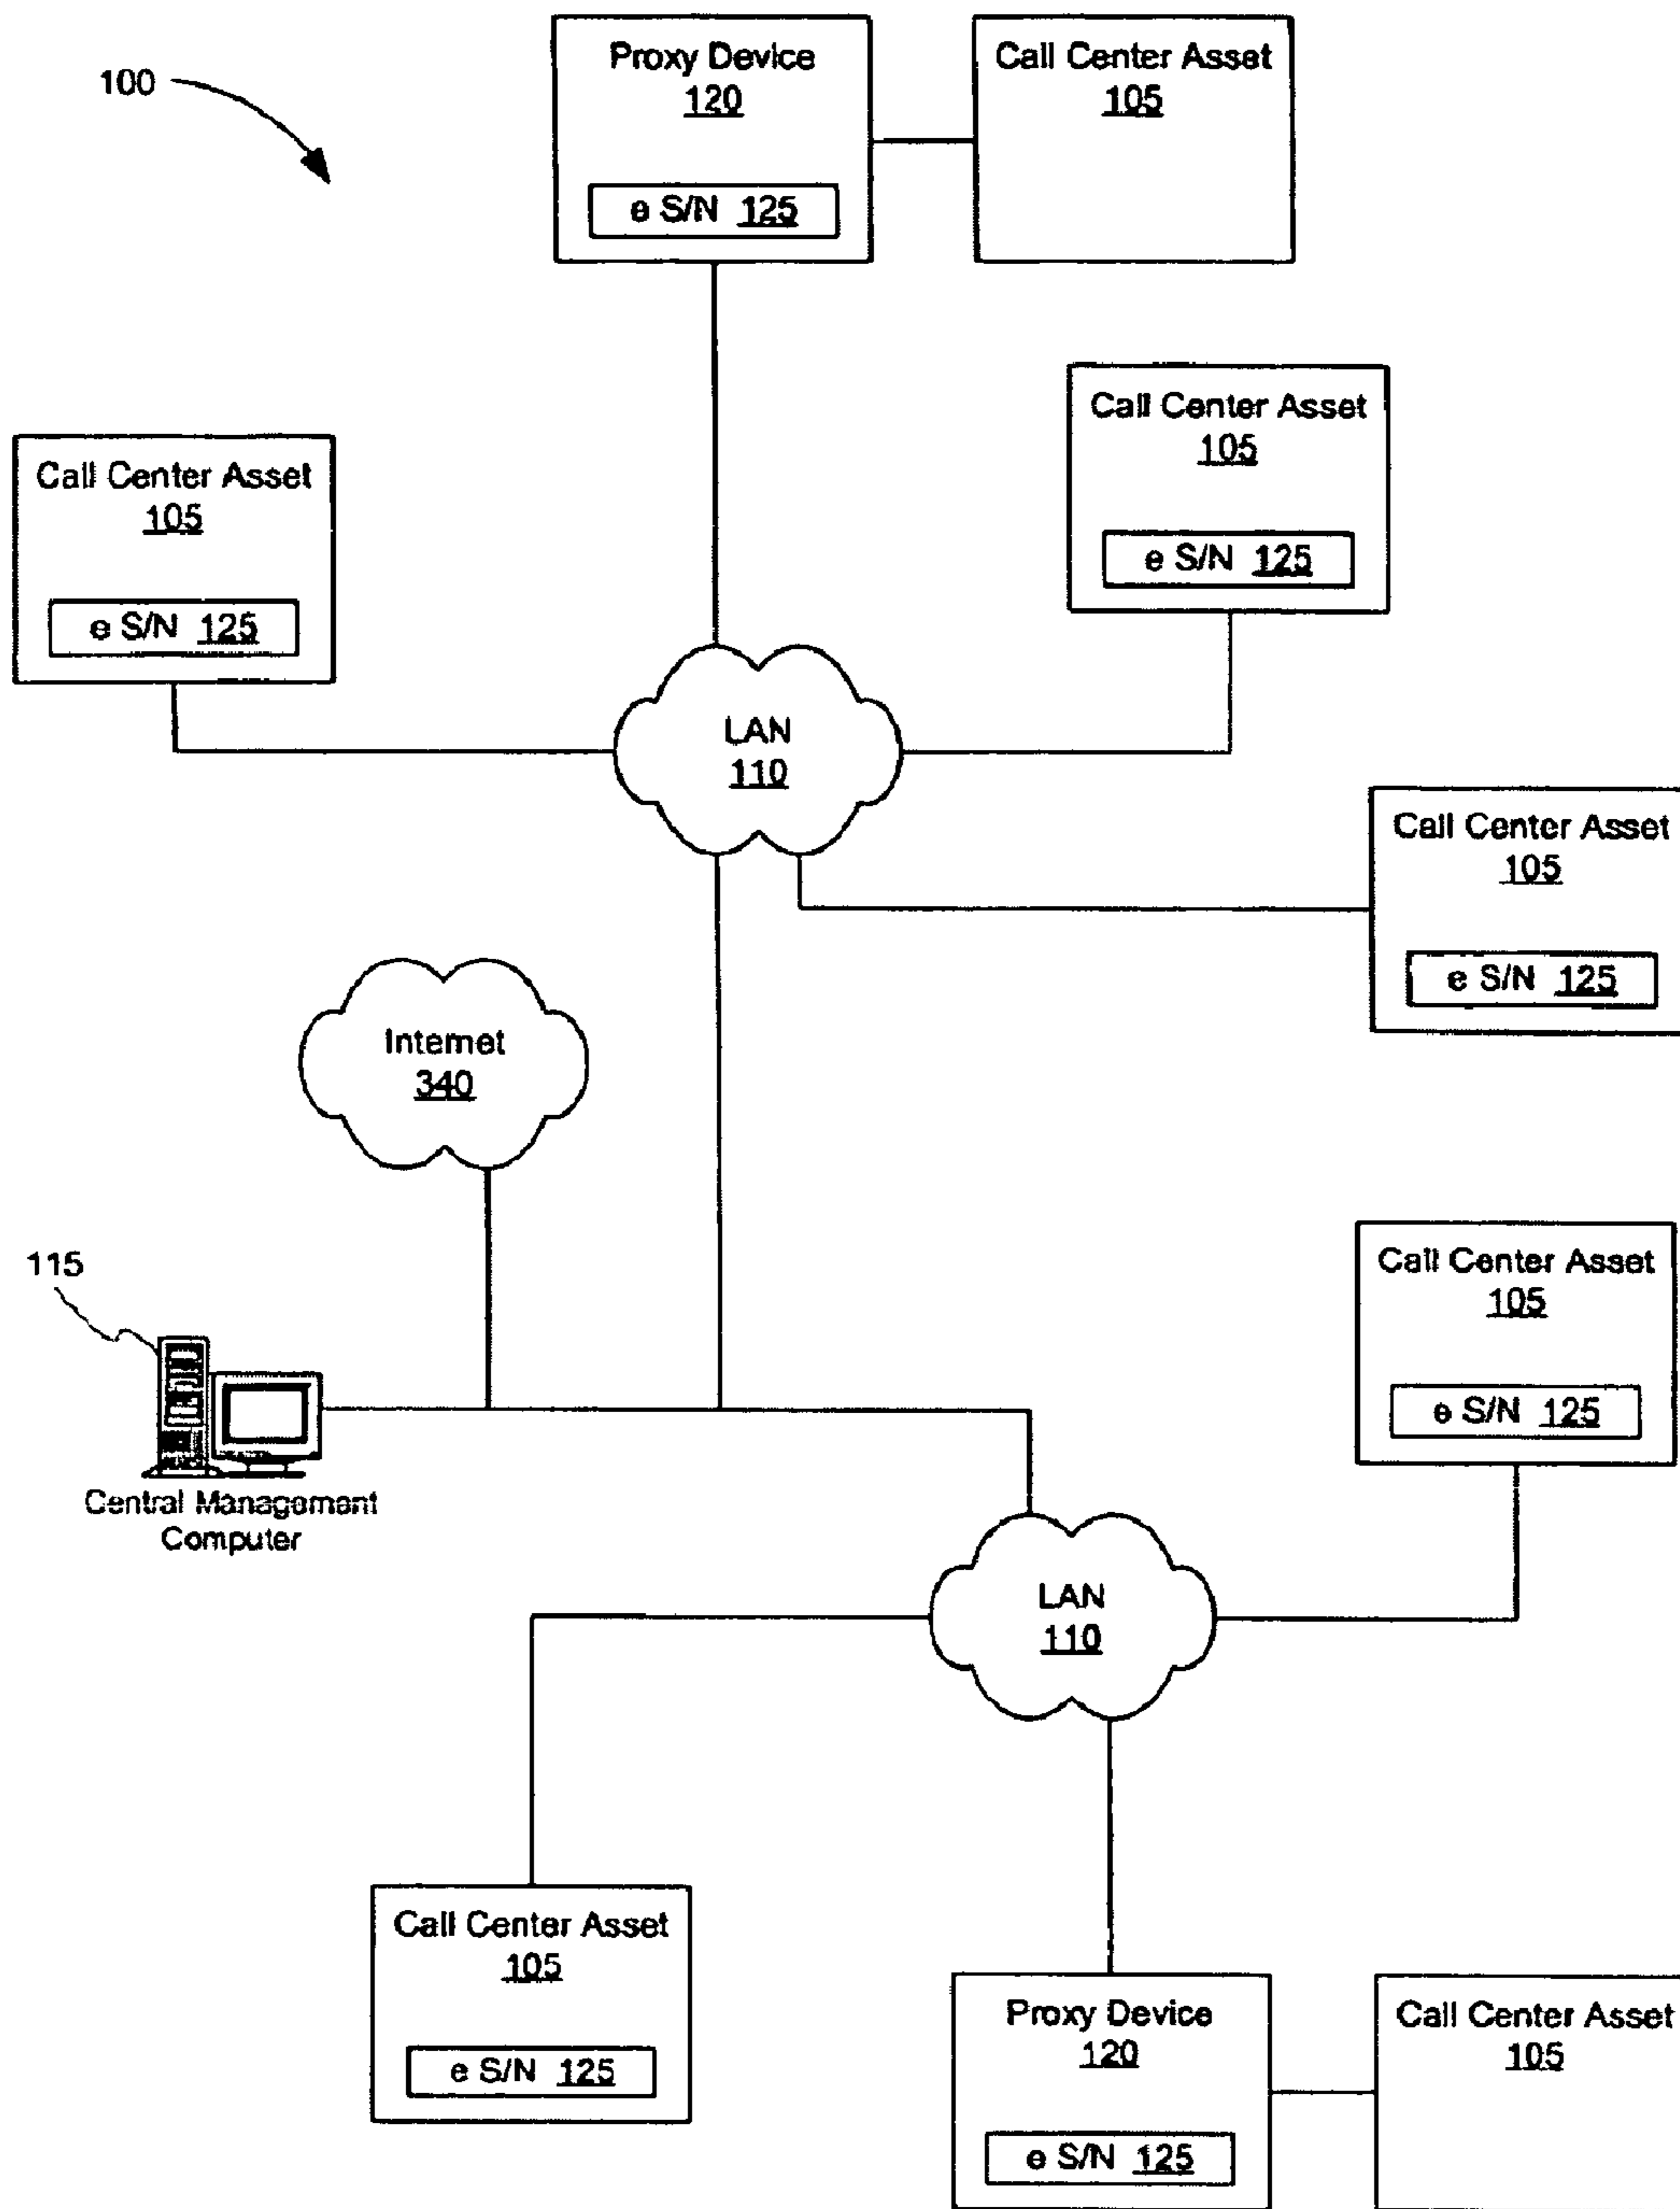 100
Proxy Device
120
e S/N 125
Call Center Asset
105
Call Center Asset
105
e S/N 125
Call Center Asset
105
e S/N 125
LAN
110
Call Center Asset
105
e S/N 125
Internet
340
115
Central Management
Computer
Call Center Asset
105
e S/N 125
LAN
110
Call Center Asset
105
e S/N 125
Proxy Device
120
e S/N 125
Call Center Asset
105